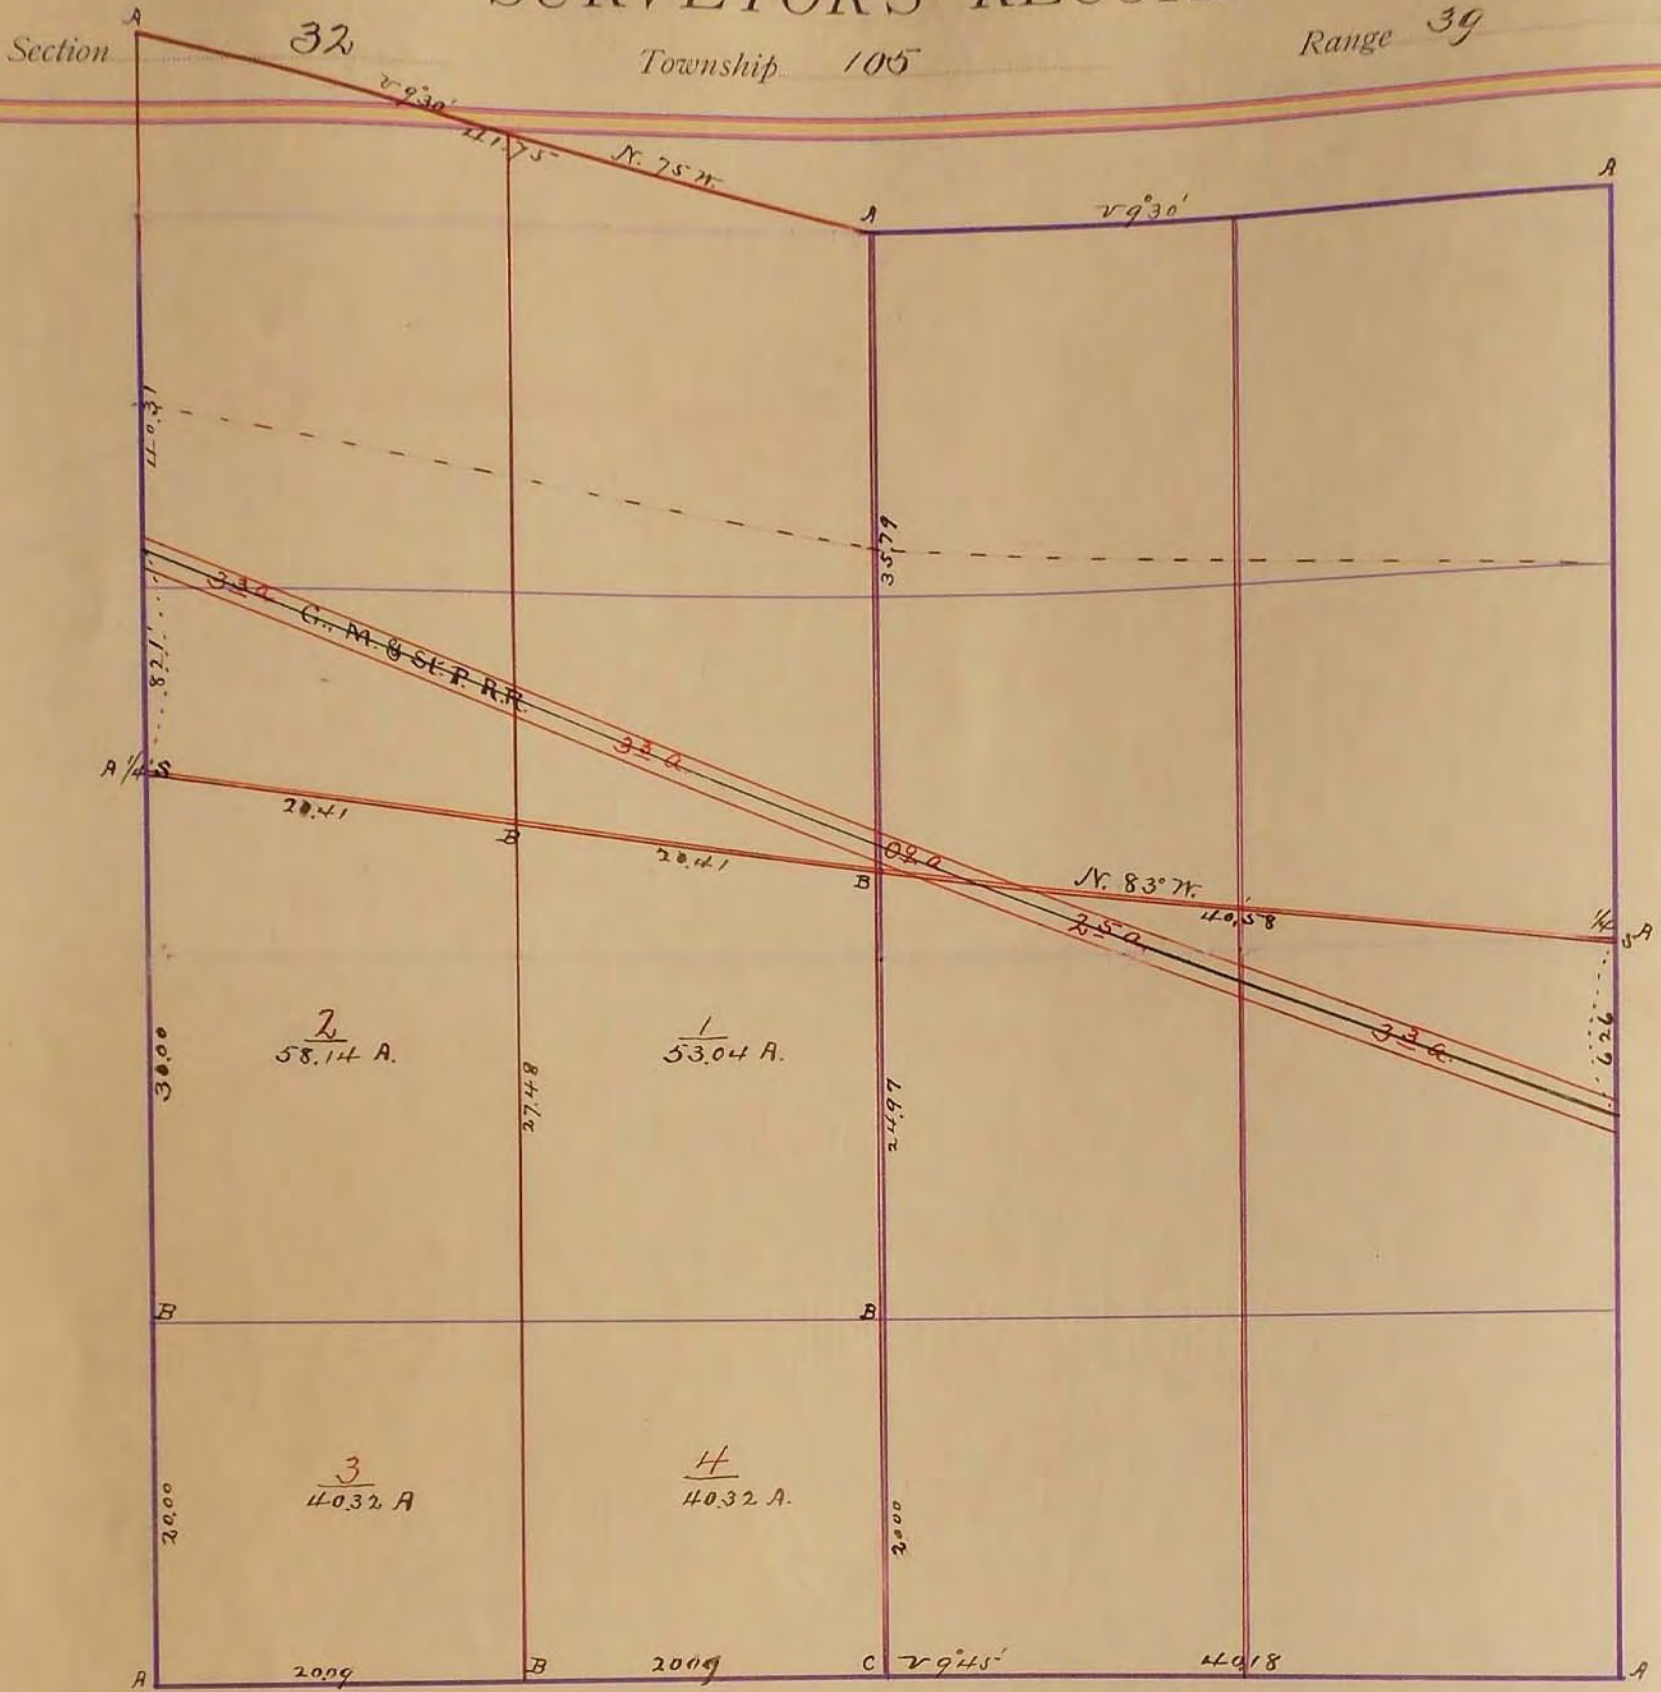 SURVEYOR'S
Section 32 Township 105 Range 39
A
v 9°30'
41.75
N. 75 W.
A
v 9°30'
A
40.31
35.79
33 a
C. M. & St. P. R.R.
33 a
8.21
A 1/4 S
20.41
B
20.41
B
09 a
N. 83° W.
40.58
1/4 S A
25 a
33 a
6.26
2
58.14 A.
1
53.04 A.
30.00
27.48
24.97
B
B
3
40.32 A
4
40.32 A.
20.00
20.00
A
20.09
B
20.09
C
v 9°45'
40.18
A